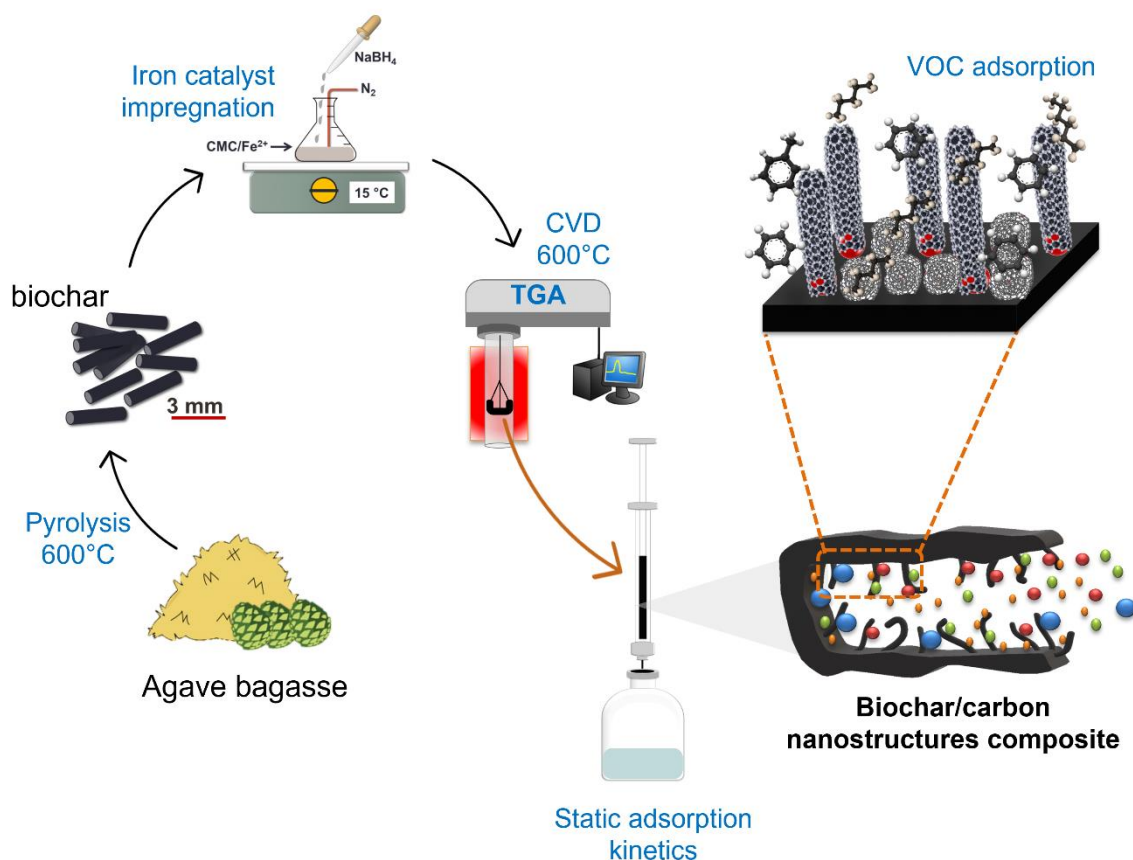 Iron catalyst
impregnation
NaBH₄
N₂
CMC/Fe²⁺
15 °C
VOC adsorption
CVD
600°C
TGA
biochar
3 mm
Pyrolysis
600°C
Agave bagasse
Biochar/carbon
nanostructures composite
Static adsorption
kinetics